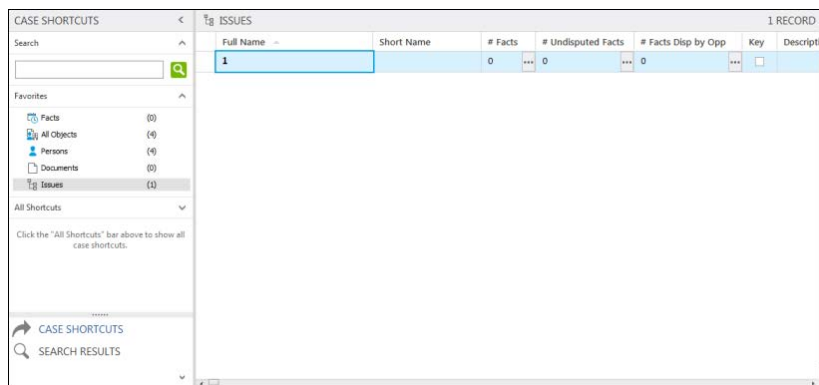 CASE SHORTCUTS
Search
Favorites
Facts (0)
All Objects (4)
Persons (4)
Documents (0)
Issues (1)
All Shortcuts
Click the "All Shortcuts" bar above to show all
case shortcuts.
CASE SHORTCUTS
SEARCH RESULTS
ISSUES 1 RECORD
Full Name Short Name # Facts # Undisputed Facts # Facts Disp by Opp Key Descripti
1 0 ... 0 ... 0 ...